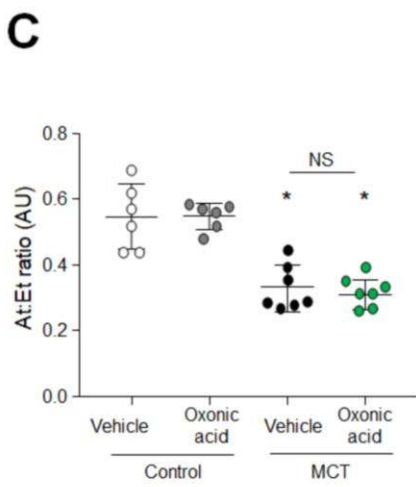 C
At:Et ratio (AU)
0.8
0.6
0.4
0.2
0.0
NS
* *
Vehicle Oxonic acid Vehicle Oxonic acid
Control MCT